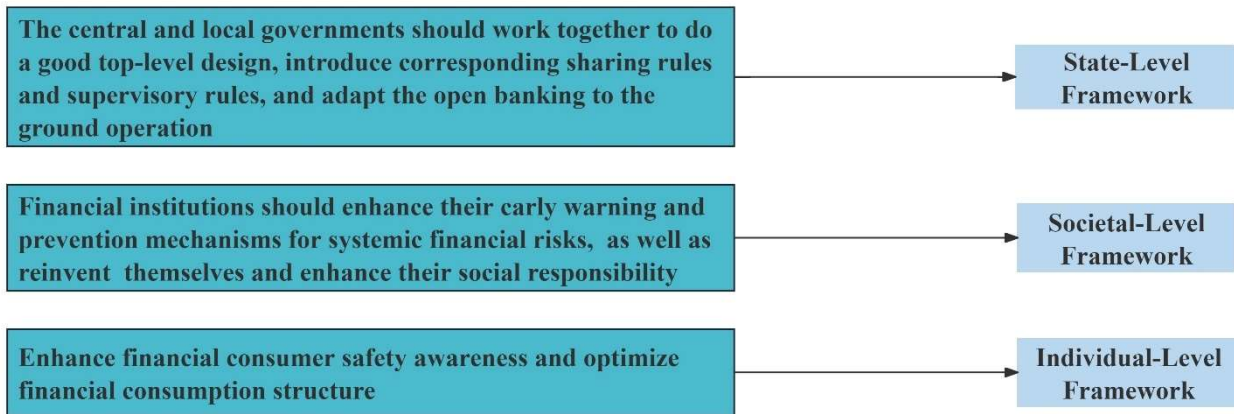 The central and local governments should work together to do
a good top-level design, introduce corresponding sharing rules
and supervisory rules, and adapt the open banking to the
ground operation
State-Level
Framework
Financial institutions should enhance their carly warning and
prevention mechanisms for systemic financial risks, as well as
reinvent themselves and enhance their social responsibility
Societal-Level
Framework
Enhance financial consumer safety awareness and optimize
financial consumption structure
Individual-Level
Framework